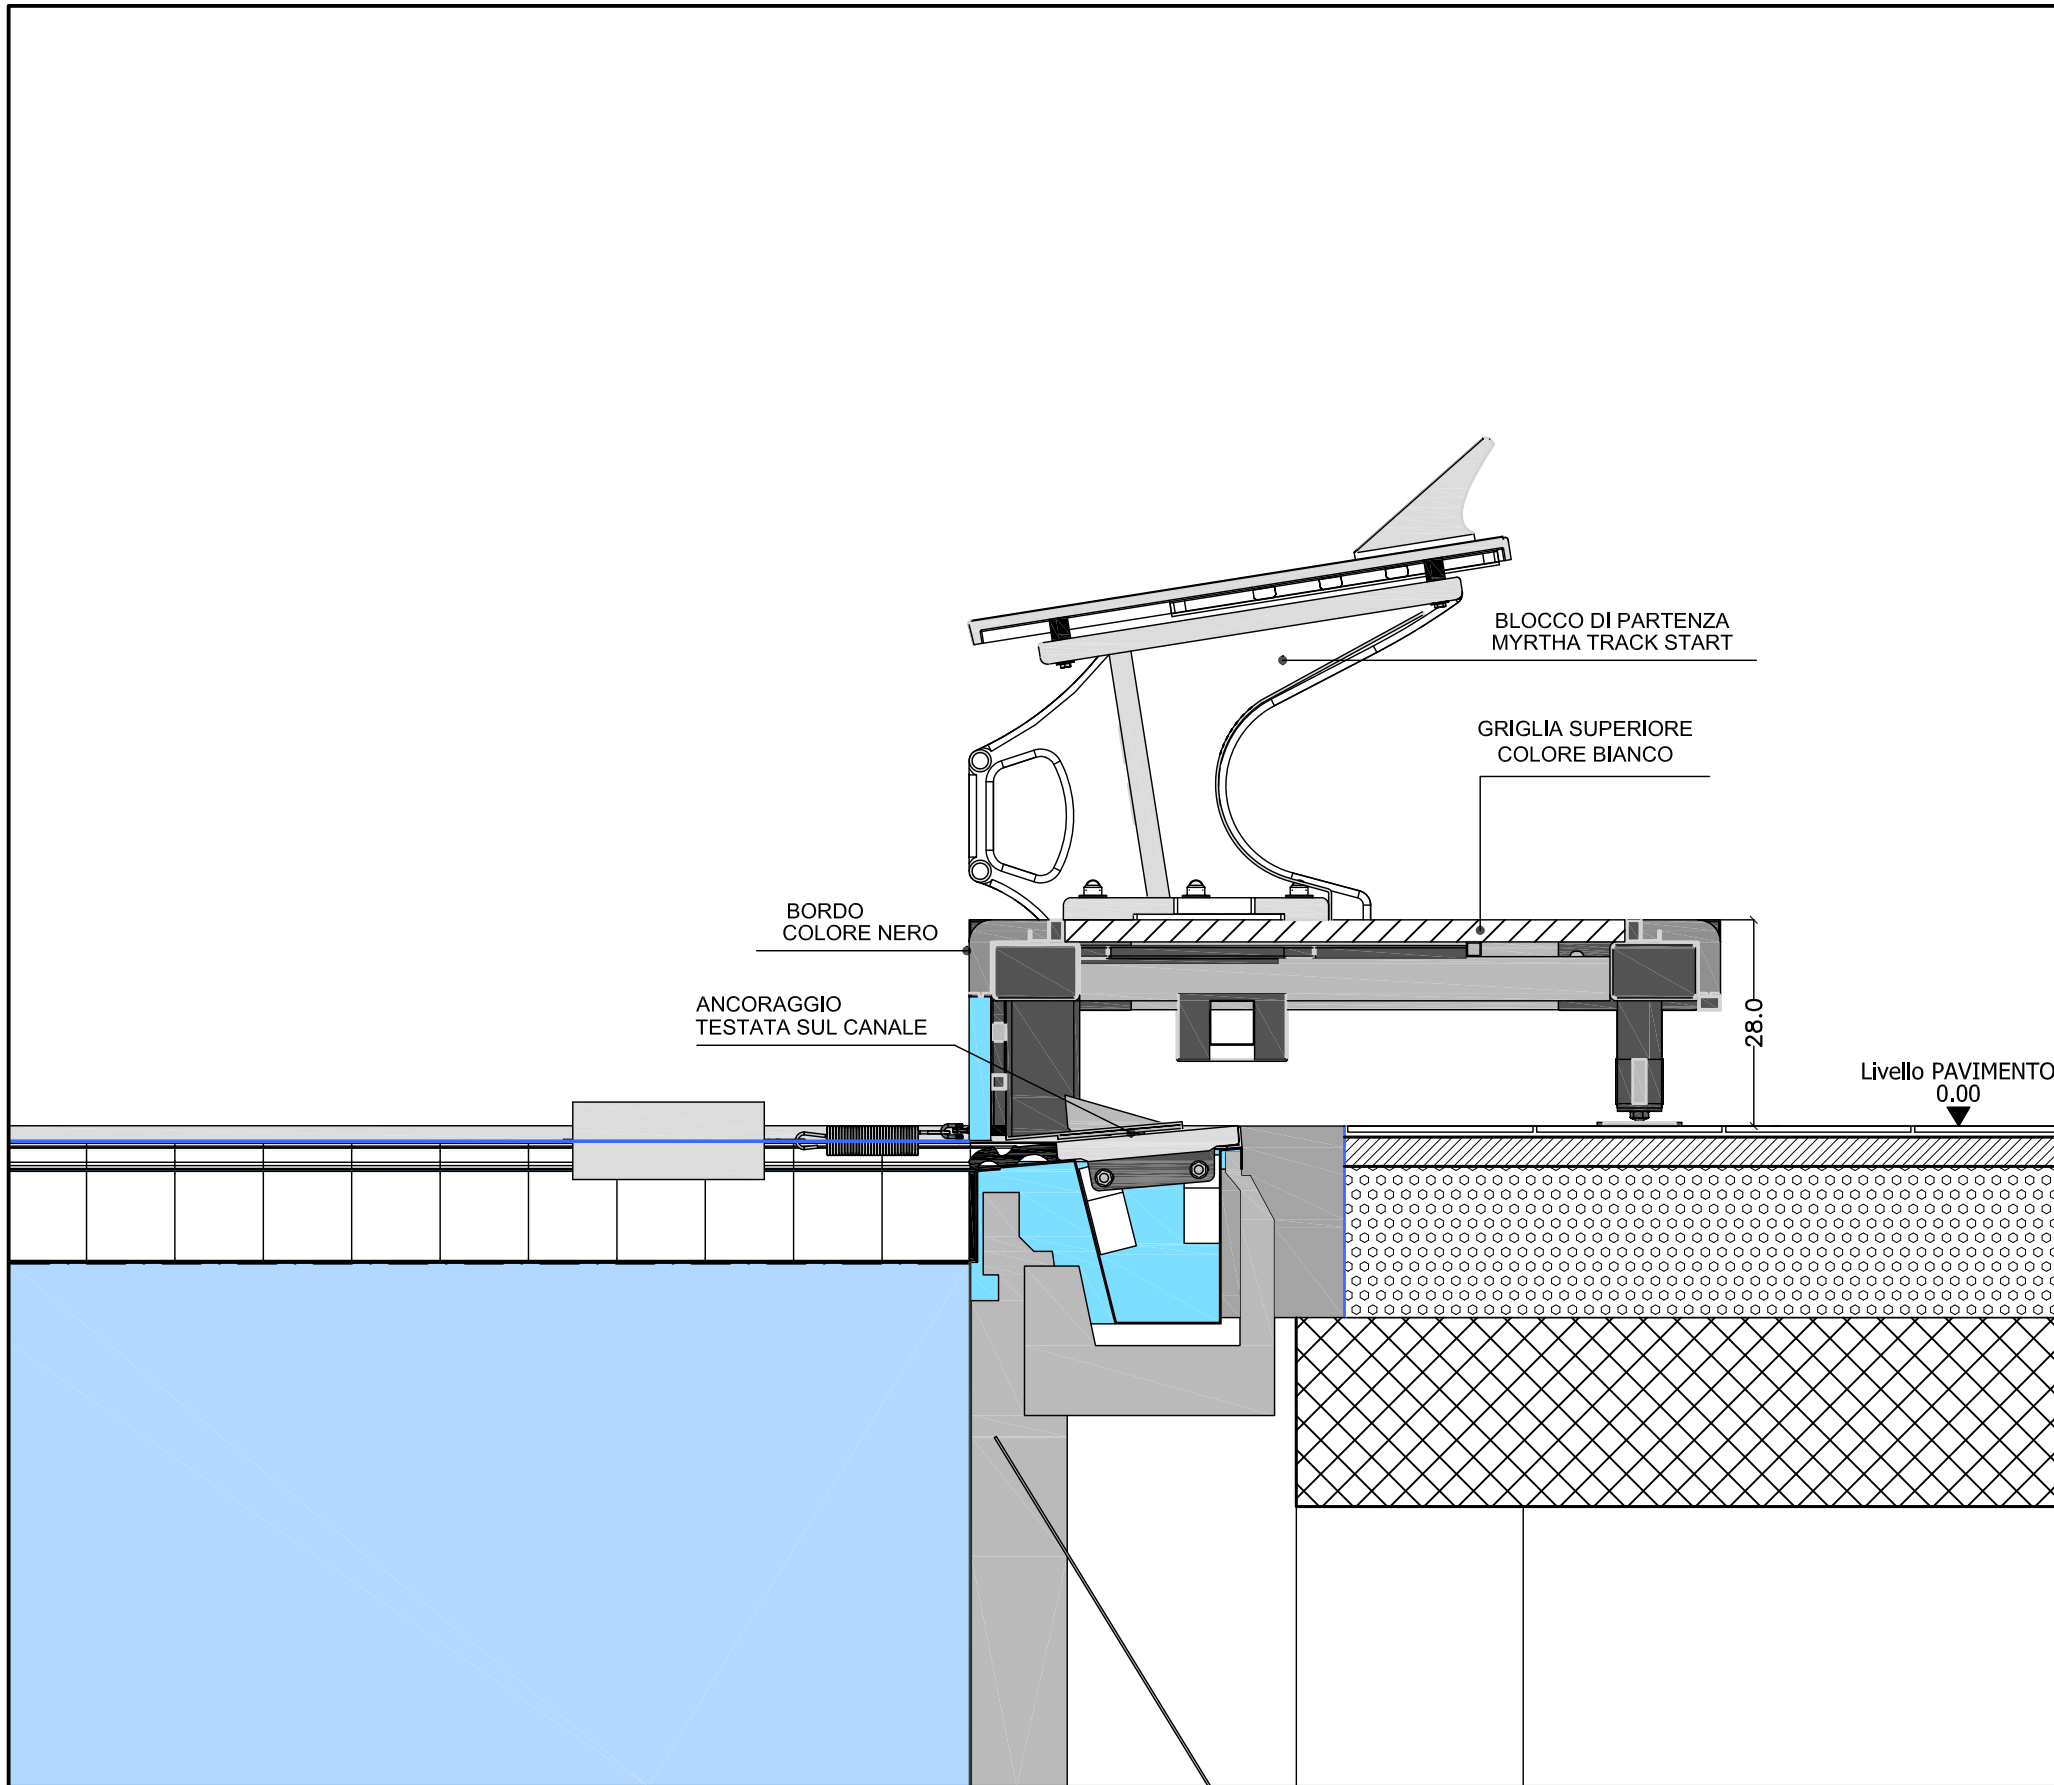 BLOCCO DI PARTENZA
MYRTHA TRACK START
GRIGLIA SUPERIORE
COLORE BIANCO
BORDO
COLORE NERO
ANCORAGGIO
TESTATA SUL CANALE
28.0
Livello PAVIMENTO
0.00